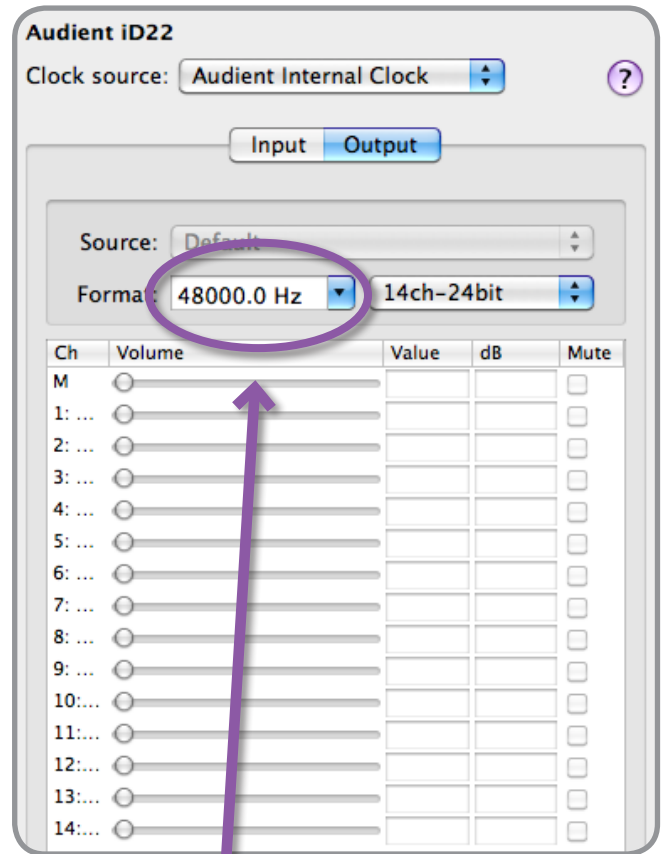 Audient iD22
Clock source: Audient Internal Clock ?
Input Output
Source: Default
Format: 48000.0 Hz 14ch-24bit
Ch Volume Value dB Mute
M
1: ...
2: ...
3: ...
4: ...
5: ...
6: ...
7: ...
8: ...
9: ...
10:...
11:...
12:...
13:...
14:...